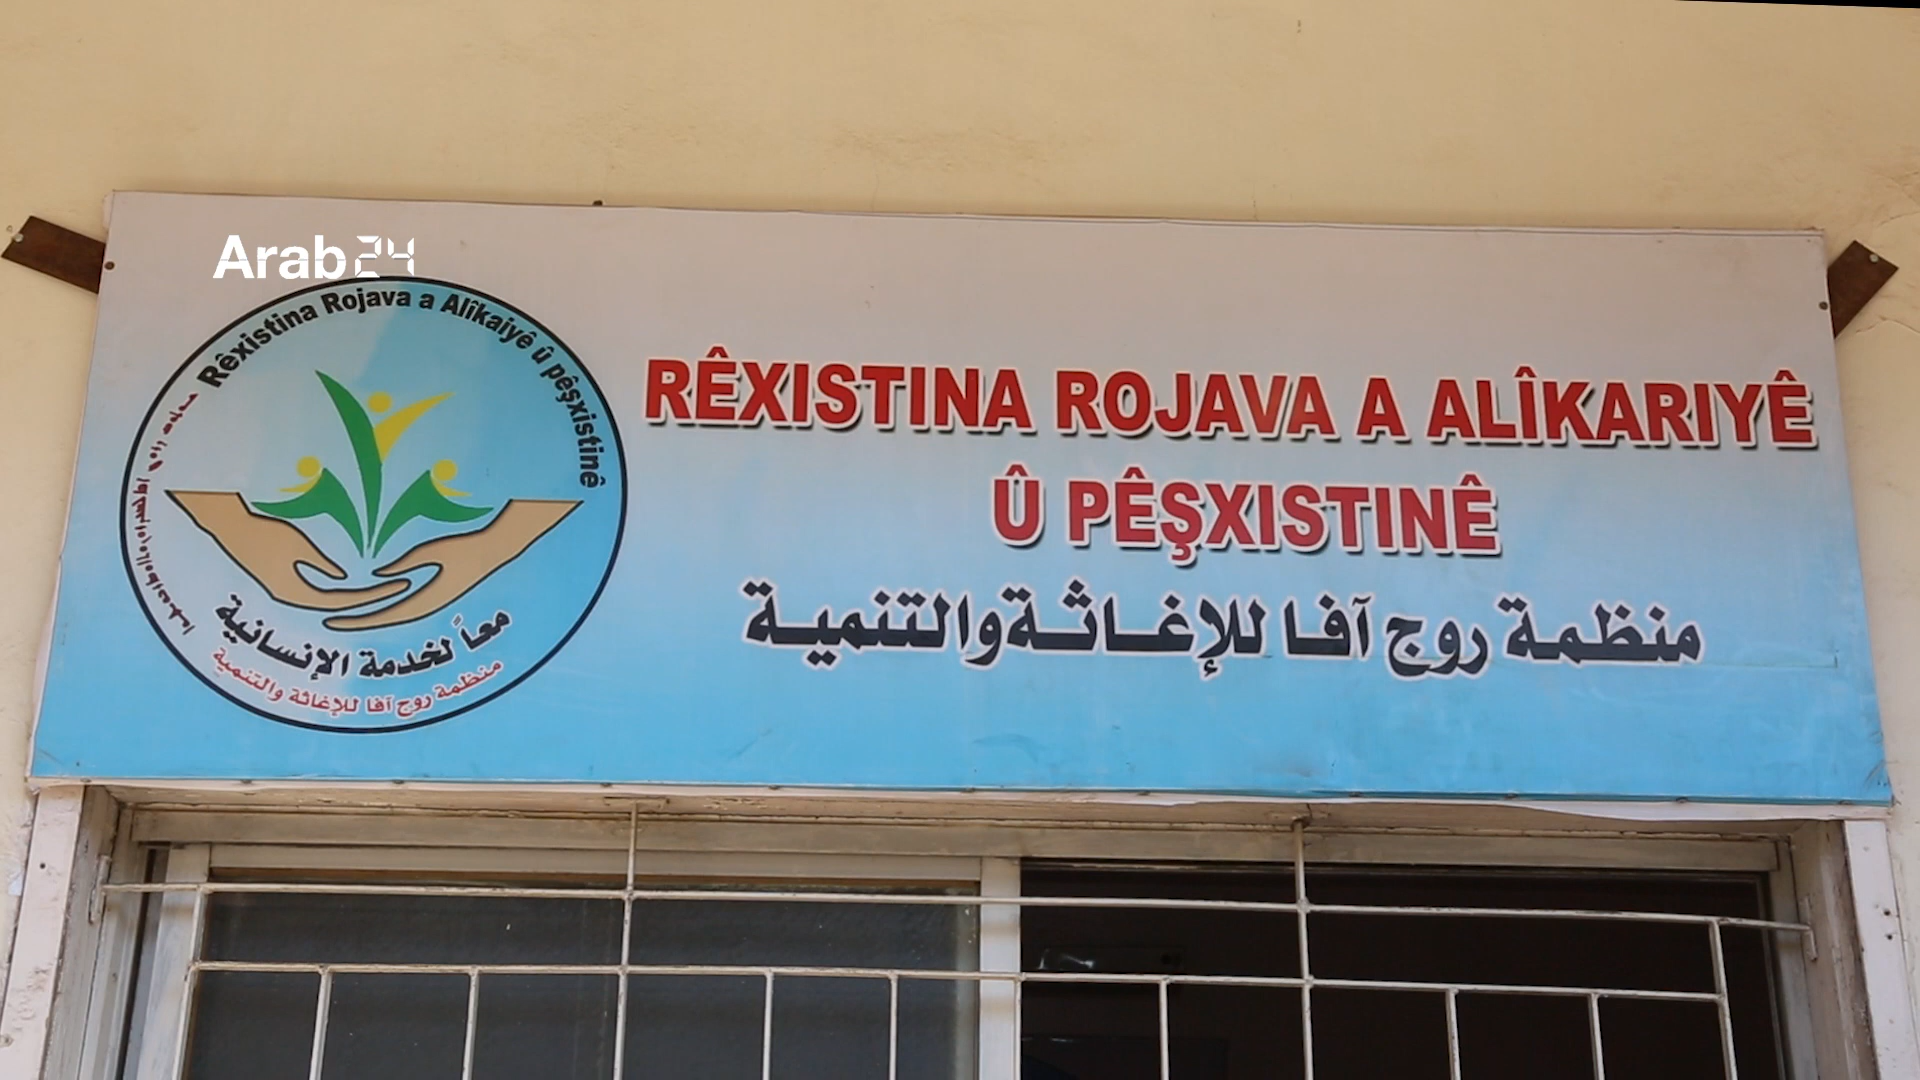 Arab24
Rêxistina Rojava a Alîkaiyê û pêşxistinê
معاً لخدمة الإنسانية
منظمة روج آفا للإغاثة والتنمية
RÊXISTINA ROJAVA A ALÎKARIYÊ
Û PÊŞXISTINÊ
منظمة روج آفا للإغاثة والتنمية